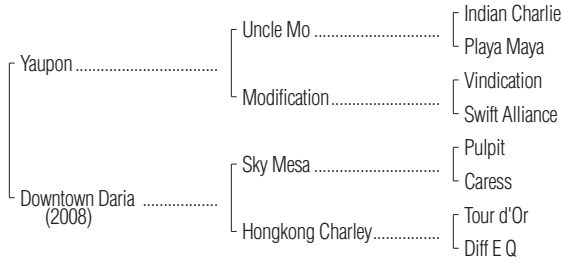 Indian Charlie
Uncle Mo ..............................
Playa Maya
Yaupon ..................................
Vindication
Modification..........................
Swift Alliance
Pulpit
Sky Mesa ..............................
Caress
Downtown Daria ..................
(2008)
Tour d'Or
Hongkong Charley................
Diff E Q